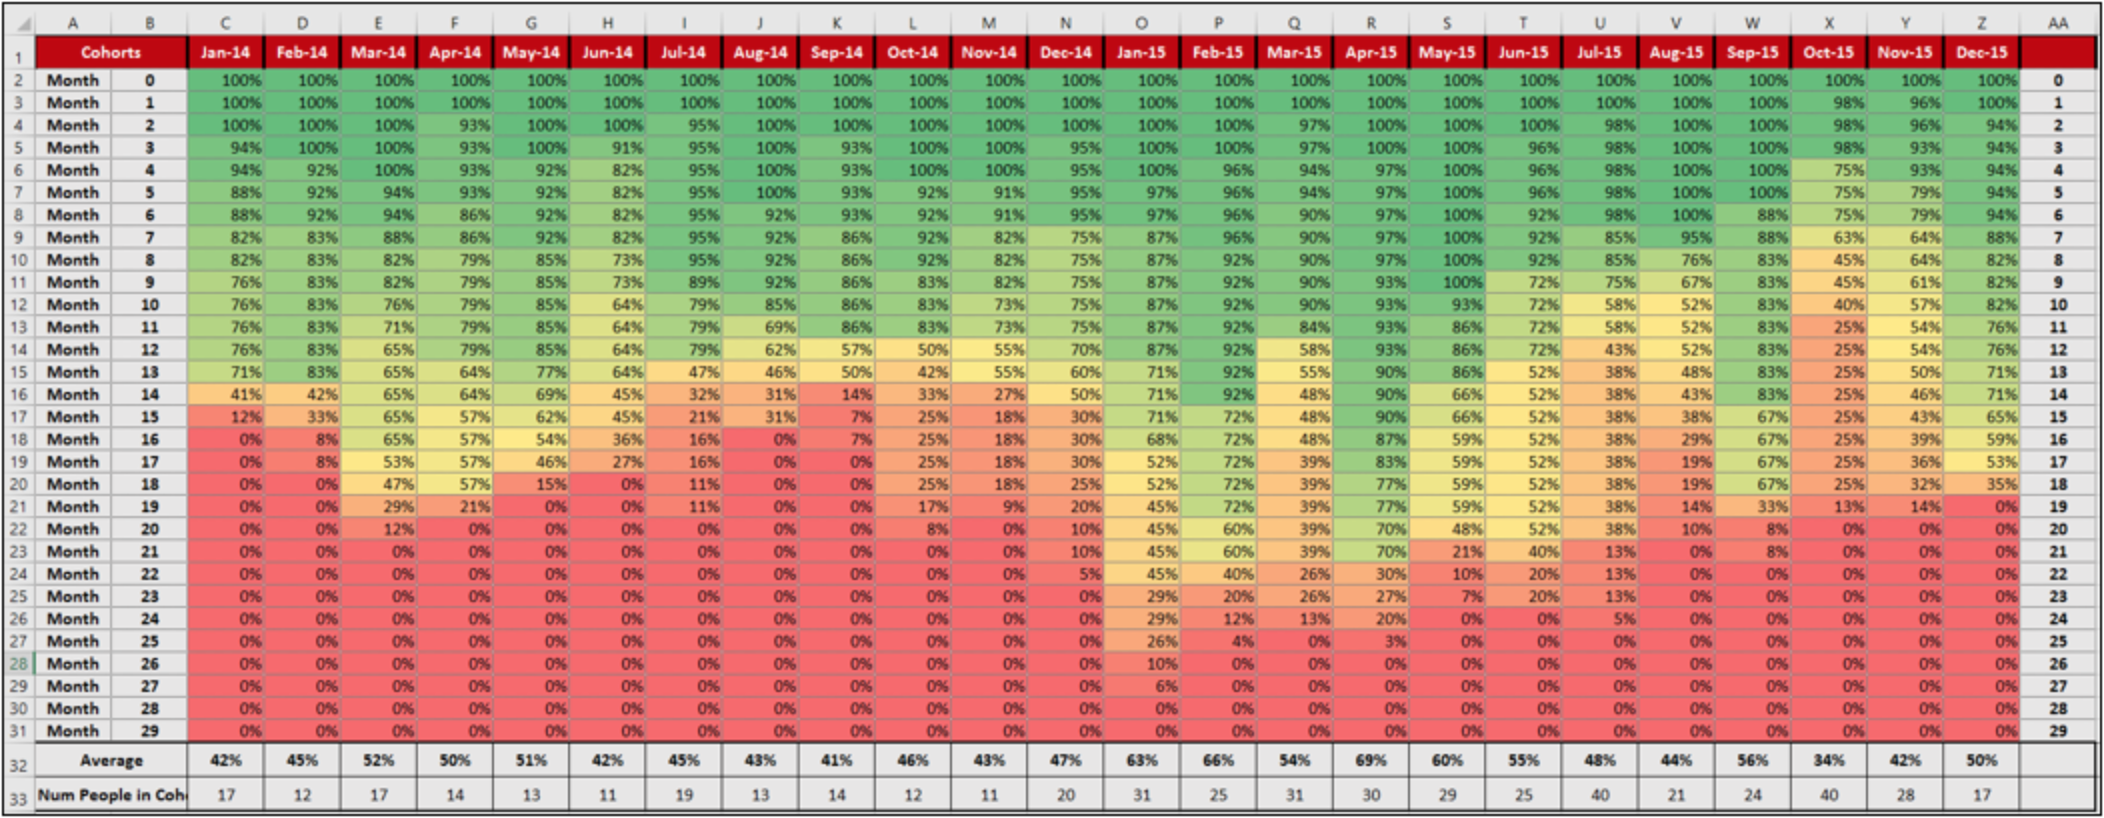 A B C D E F G H I J K L M N O P Q R S T U V W X Y Z AA
1 Cohorts Jan-14 Feb-14 Mar-14 Apr-14 May-14 Jun-14 Jul-14 Aug-14 Sep-14 Oct-14 Nov-14 Dec-14 Jan-15 Feb-15 Mar-15 Apr-15 May-15 Jun-15 Jul-15 Aug-15 Sep-15 Oct-15 Nov-15 Dec-15
2 Month 0 100% 100% 100% 100% 100% 100% 100% 100% 100% 100% 100% 100% 100% 100% 100% 100% 100% 100% 100% 100% 100% 100% 100% 100% 0
3 Month 1 100% 100% 100% 100% 100% 100% 100% 100% 100% 100% 100% 100% 100% 100% 100% 100% 100% 100% 100% 100% 100% 98% 96% 100% 1
4 Month 2 100% 100% 100% 93% 100% 100% 95% 100% 100% 100% 100% 100% 100% 100% 97% 100% 100% 100% 98% 100% 100% 98% 96% 94% 2
5 Month 3 94% 100% 100% 93% 100% 91% 95% 100% 93% 100% 100% 95% 100% 100% 97% 100% 100% 96% 98% 100% 100% 98% 93% 94% 3
6 Month 4 94% 92% 100% 93% 92% 82% 95% 100% 93% 100% 100% 95% 100% 96% 94% 97% 100% 96% 98% 100% 100% 75% 93% 94% 4
7 Month 5 88% 92% 94% 93% 92% 82% 95% 100% 93% 92% 91% 95% 97% 96% 94% 97% 100% 96% 98% 100% 100% 75% 79% 94% 5
8 Month 6 88% 92% 94% 86% 92% 82% 95% 92% 93% 92% 91% 95% 97% 96% 90% 97% 100% 92% 98% 100% 88% 75% 79% 94% 6
9 Month 7 82% 83% 88% 86% 92% 82% 95% 92% 86% 92% 82% 75% 87% 96% 90% 97% 100% 92% 85% 95% 88% 63% 64% 88% 7
10 Month 8 82% 83% 82% 79% 85% 73% 95% 92% 86% 92% 82% 75% 87% 92% 90% 97% 100% 92% 85% 76% 83% 45% 64% 82% 8
11 Month 9 76% 83% 82% 79% 85% 73% 89% 92% 86% 83% 82% 75% 87% 92% 90% 93% 100% 72% 75% 67% 83% 45% 61% 82% 9
12 Month 10 76% 83% 76% 79% 85% 64% 79% 85% 86% 83% 73% 75% 87% 92% 90% 93% 93% 72% 58% 52% 83% 40% 57% 82% 10
13 Month 11 76% 83% 71% 79% 85% 64% 79% 69% 86% 83% 73% 75% 87% 92% 84% 93% 86% 72% 58% 52% 83% 25% 54% 76% 11
14 Month 12 76% 83% 65% 79% 85% 64% 79% 62% 57% 50% 55% 70% 87% 92% 58% 93% 86% 72% 43% 52% 83% 25% 54% 76% 12
15 Month 13 71% 83% 65% 64% 77% 64% 47% 46% 50% 42% 55% 60% 71% 92% 55% 90% 86% 52% 38% 48% 83% 25% 50% 71% 13
16 Month 14 41% 42% 65% 64% 69% 45% 32% 31% 14% 33% 27% 50% 71% 92% 48% 90% 66% 52% 38% 43% 83% 25% 46% 71% 14
17 Month 15 12% 33% 65% 57% 62% 45% 21% 31% 7% 25% 18% 30% 71% 72% 48% 90% 66% 52% 38% 38% 67% 25% 43% 65% 15
18 Month 16 0% 8% 65% 57% 54% 36% 16% 0% 7% 25% 18% 30% 68% 72% 48% 87% 59% 52% 38% 29% 67% 25% 39% 59% 16
19 Month 17 0% 8% 53% 57% 46% 27% 16% 0% 0% 25% 18% 30% 52% 72% 39% 83% 59% 52% 38% 19% 67% 25% 36% 53% 17
20 Month 18 0% 0% 47% 57% 15% 0% 11% 0% 0% 25% 18% 25% 52% 72% 39% 77% 59% 52% 38% 19% 67% 25% 32% 35% 18
21 Month 19 0% 0% 29% 21% 0% 0% 11% 0% 0% 17% 9% 20% 45% 72% 39% 77% 59% 52% 38% 14% 33% 13% 14% 0% 19
22 Month 20 0% 0% 12% 0% 0% 0% 0% 0% 0% 8% 0% 10% 45% 60% 39% 70% 48% 52% 38% 10% 8% 0% 0% 0% 20
23 Month 21 0% 0% 0% 0% 0% 0% 0% 0% 0% 0% 0% 10% 45% 60% 39% 70% 21% 40% 13% 0% 8% 0% 0% 0% 21
24 Month 22 0% 0% 0% 0% 0% 0% 0% 0% 0% 0% 0% 5% 45% 40% 26% 30% 10% 20% 13% 0% 0% 0% 0% 0% 22
25 Month 23 0% 0% 0% 0% 0% 0% 0% 0% 0% 0% 0% 0% 29% 20% 26% 27% 7% 20% 13% 0% 0% 0% 0% 0% 23
26 Month 24 0% 0% 0% 0% 0% 0% 0% 0% 0% 0% 0% 0% 29% 12% 13% 20% 0% 0% 5% 0% 0% 0% 0% 0% 24
27 Month 25 0% 0% 0% 0% 0% 0% 0% 0% 0% 0% 0% 0% 26% 4% 0% 3% 0% 0% 0% 0% 0% 0% 0% 0% 25
28 Month 26 0% 0% 0% 0% 0% 0% 0% 0% 0% 0% 0% 0% 10% 0% 0% 0% 0% 0% 0% 0% 0% 0% 0% 0% 26
29 Month 27 0% 0% 0% 0% 0% 0% 0% 0% 0% 0% 0% 0% 6% 0% 0% 0% 0% 0% 0% 0% 0% 0% 0% 0% 27
30 Month 28 0% 0% 0% 0% 0% 0% 0% 0% 0% 0% 0% 0% 0% 0% 0% 0% 0% 0% 0% 0% 0% 0% 0% 0% 28
31 Month 29 0% 0% 0% 0% 0% 0% 0% 0% 0% 0% 0% 0% 0% 0% 0% 0% 0% 0% 0% 0% 0% 0% 0% 0% 29
32 Average 42% 45% 52% 50% 51% 42% 45% 43% 41% 46% 43% 47% 63% 66% 54% 69% 60% 55% 48% 44% 56% 34% 42% 50%
33 Num People in Coh 17 12 17 14 13 11 19 13 14 12 11 20 31 25 31 30 29 25 40 21 24 40 28 17